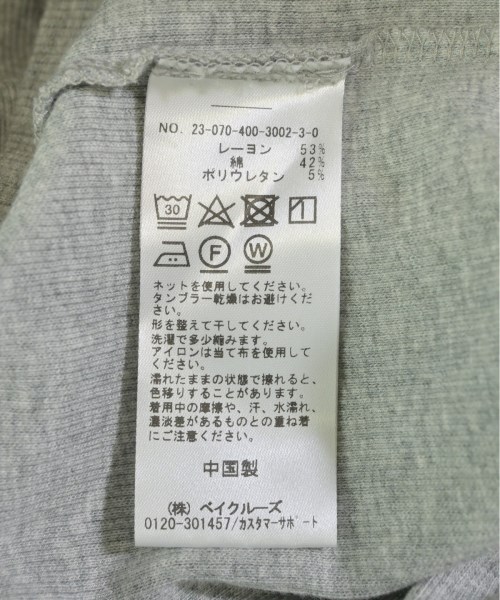 NO. 23-070-400-3002-3-0
レーヨン 53%
綿 42%
ポリウレタン 5%
30
F W
ネットを使用してください。
タンブラー乾燥はお避けくだ
さい。
形を整えて干してください。
洗濯で多少縮みます。
アイロンは当て布を使用して
ください。
濡れたままの状態で擦れると、
色移りすることがあります。
着用中の摩擦や、汗、水濡れ、
濃淡差があるものとの重ね着
にご注意ください。
中国製
(株) ベイクルーズ
0120-301457/カスタマーサポート